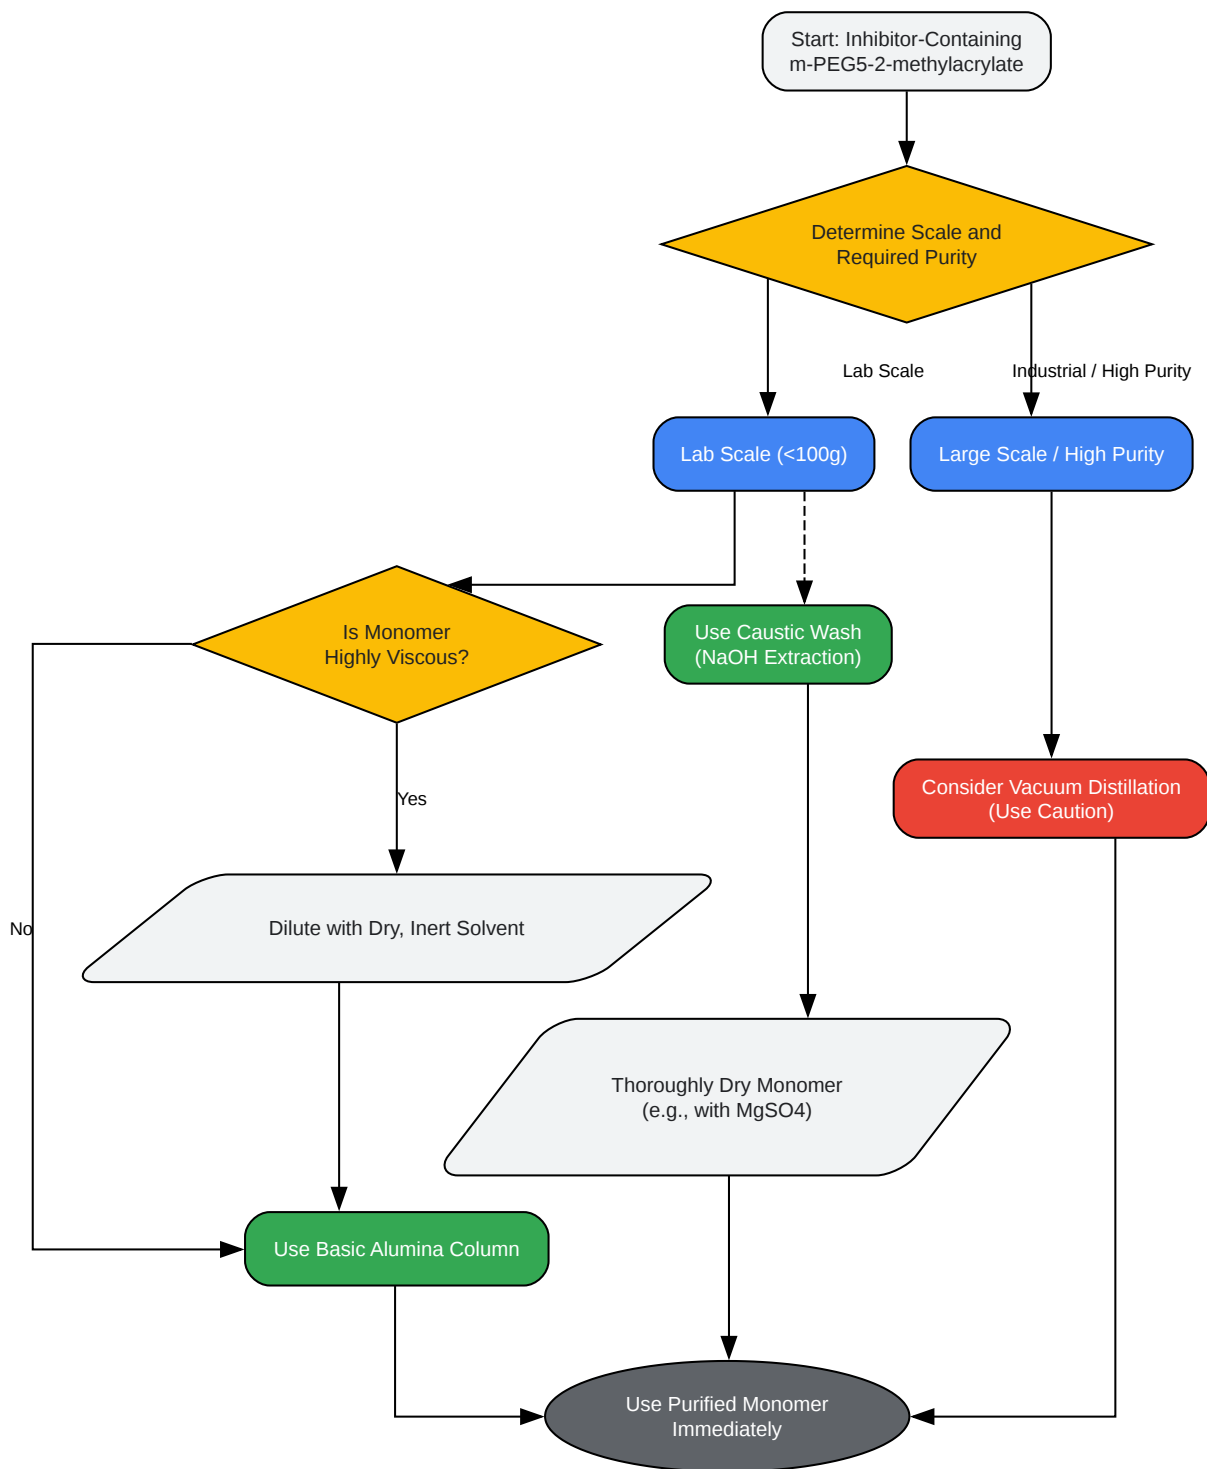 Start: Inhibitor-Containing
m-PEG5-2-methylacrylate
Determine Scale and
Required Purity
Lab Scale
Industrial / High Purity
Lab Scale (<100g)
Large Scale / High Purity
Is Monomer
Highly Viscous?
Use Caustic Wash
(NaOH Extraction)
Consider Vacuum Distillation
(Use Caution)
Yes
No
Dilute with Dry, Inert Solvent
Thoroughly Dry Monomer
(e.g., with MgSO4)
Use Basic Alumina Column
Use Purified Monomer
Immediately